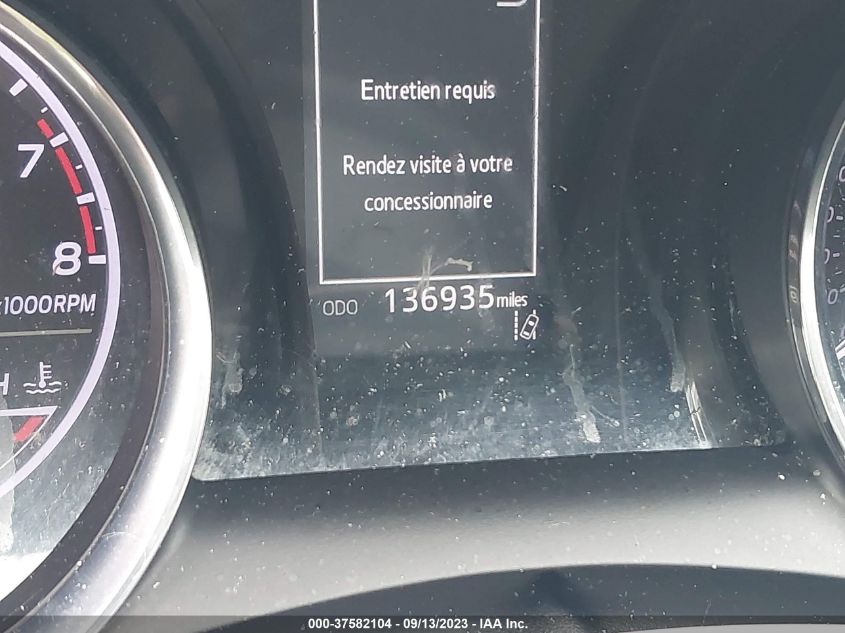 Entretien requis
Rendez visite à votre
concessionnaire
ODO 136935 miles
7
8
x1000RPM
H
000-37582104 - 09/13/2023 - IAA Inc.